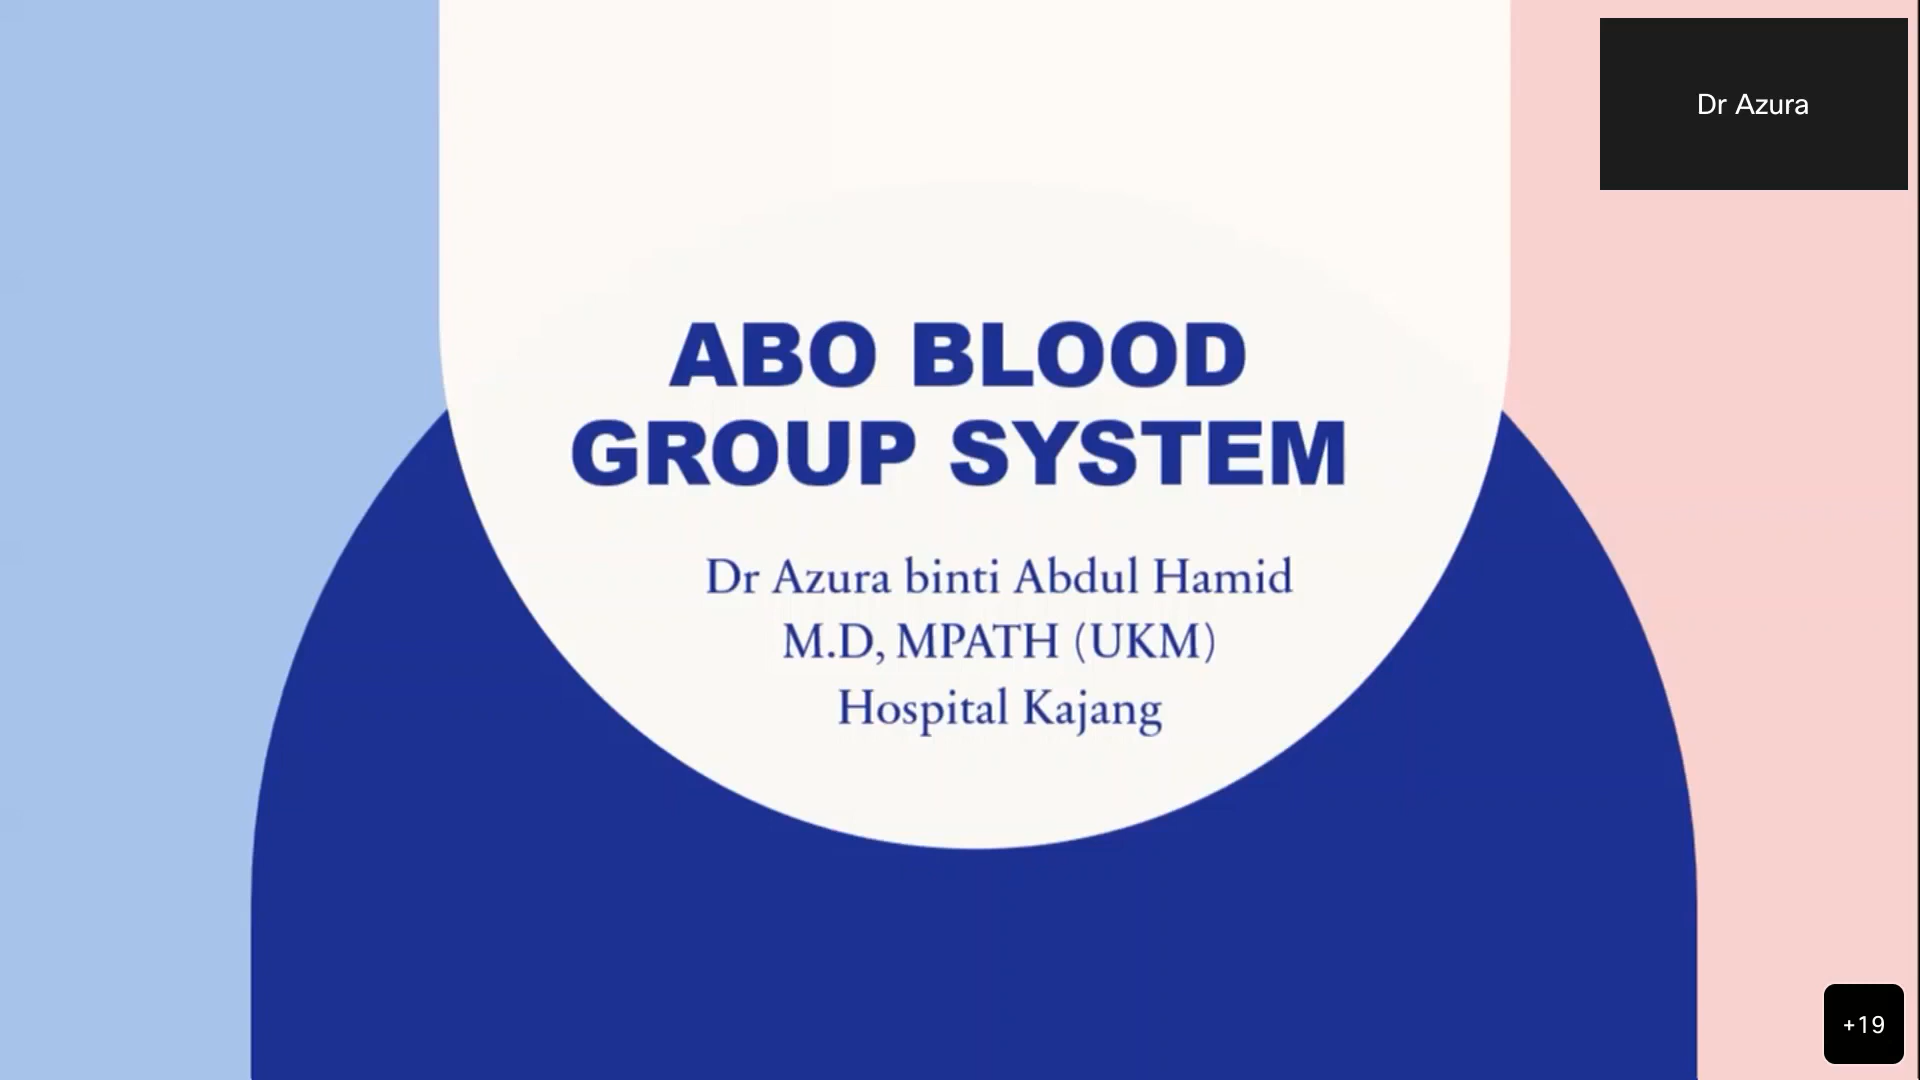 Dr Azura
ABO BLOOD
GROUP SYSTEM
Dr Azura binti Abdul Hamid
M.D, MPATH (UKM)
Hospital Kajang
+19